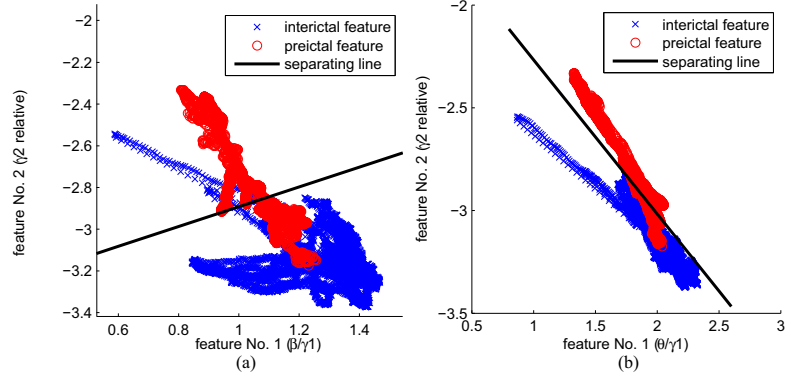 interictal feature
preictal feature
separating line
−2
−2.2
−2.4
−2.6
−2.8
−3
−3.2
−3.4
feature No. 2 (γ2 relative)
0.6 0.8 1 1.2 1.4
feature No. 1 (β/γ1)
(a)
interictal feature
preictal feature
separating line
−2
−2.5
−3
−3.5
feature No. 2 (γ2 relative)
0.5 1 1.5 2 2.5 3
feature No. 1 (θ/γ1)
(b)